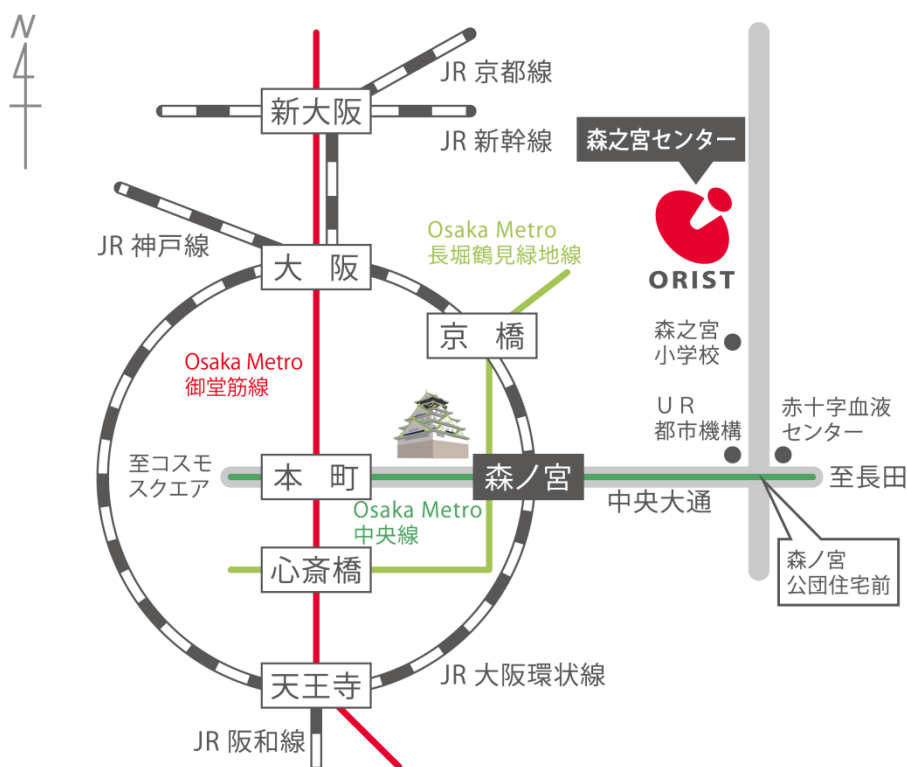 N
JR 京都線
新大阪
JR 新幹線
森之宮センター
JR 神戸線
大阪
Osaka Metro
長堀鶴見緑地線
ORIST
京橋
森之宮
小学校
Osaka Metro
御堂筋線
UR
都市機構
赤十字血液
センター
至コスモ
スクエア
本町
森ノ宮
中央大通
至長田
Osaka Metro
中央線
心斎橋
森ノ宮
公団住宅前
天王寺
JR 大阪環状線
JR 阪和線